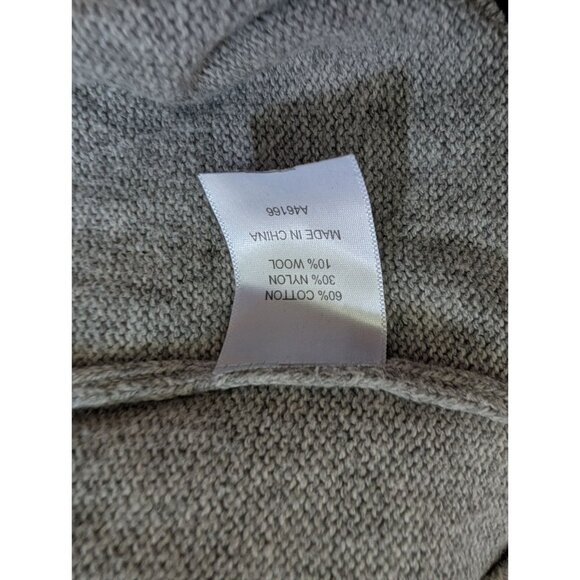 60% COTTON
30% NYLON
10% WOOL
MADE IN CHINA
A46166